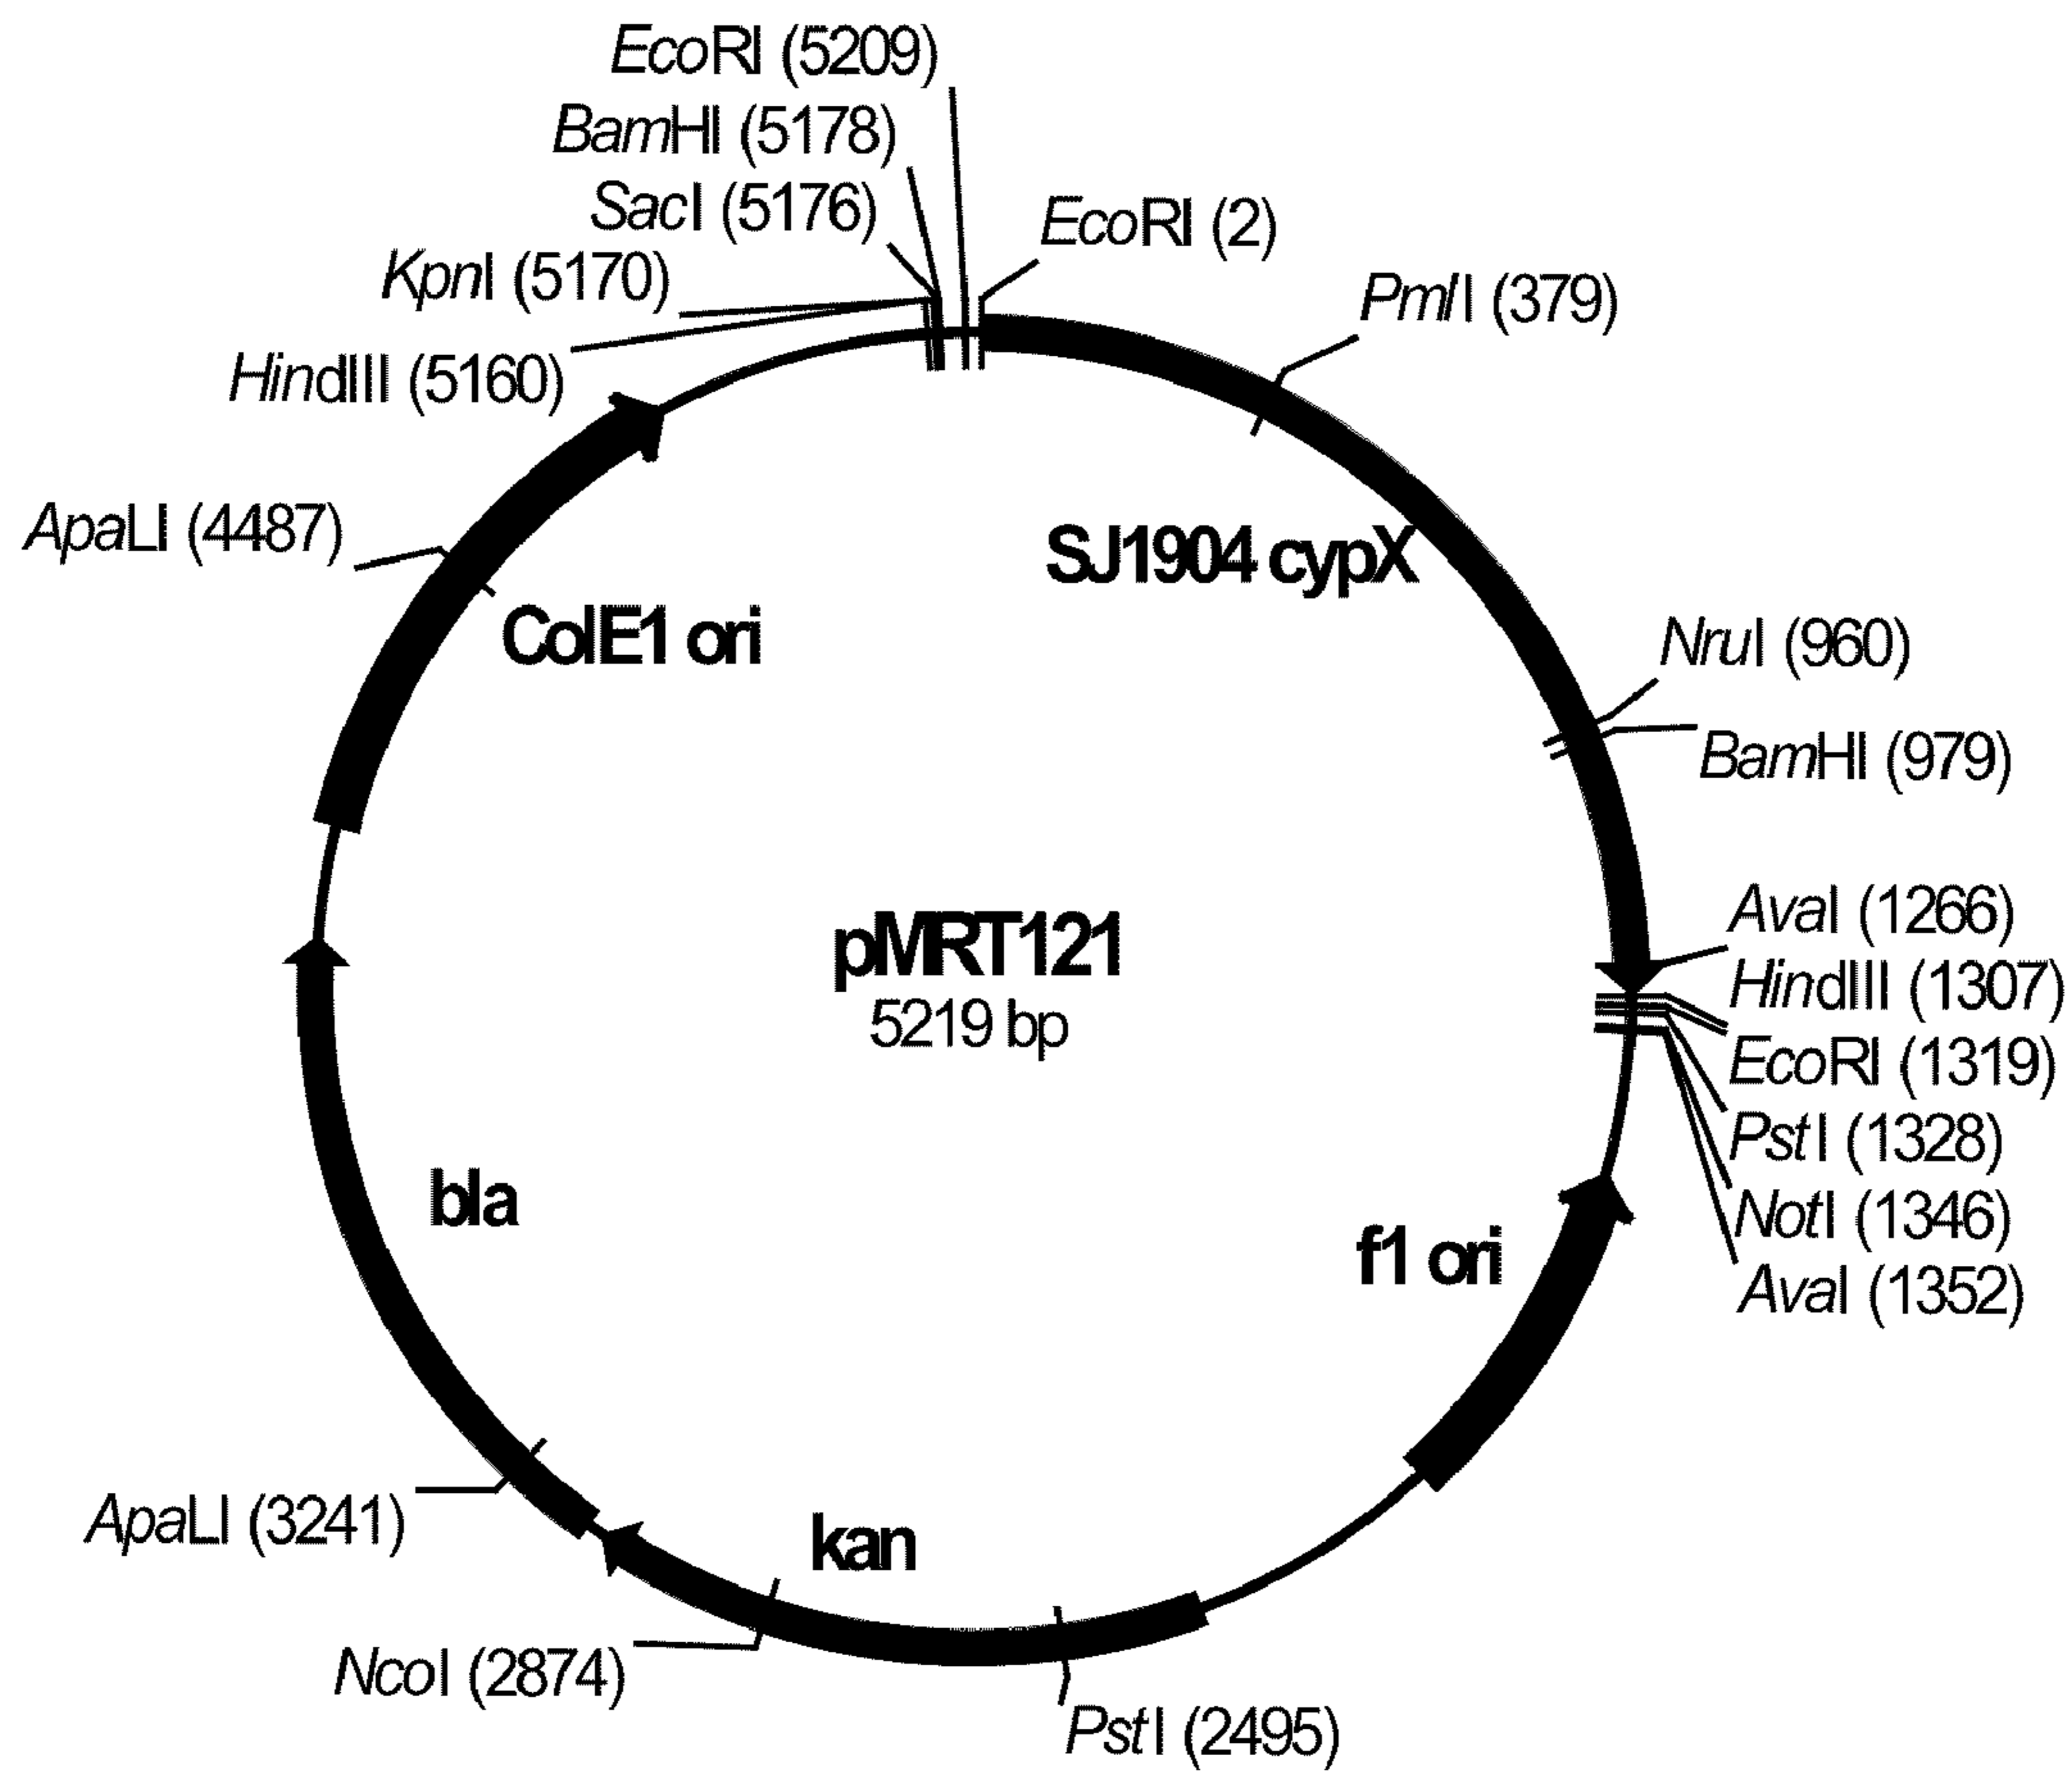 EcoRI (5209)
BamHI (5178)
SacI (5176)
KpnI (5170)
HindIII (5160)
EcoRI (2)
PmlI (379)
ApaLI (4487)
SJ1904 cypX
ColE1 ori
NruI (960)
BamHI (979)
pMRT121
5219 bp
AvaI (1266)
HindIII (1307)
EcoRI (1319)
PstI (1328)
NotI (1346)
AvaI (1352)
bla
f1 ori
ApaLI (3241)
kan
NcoI (2874)
PstI (2495)